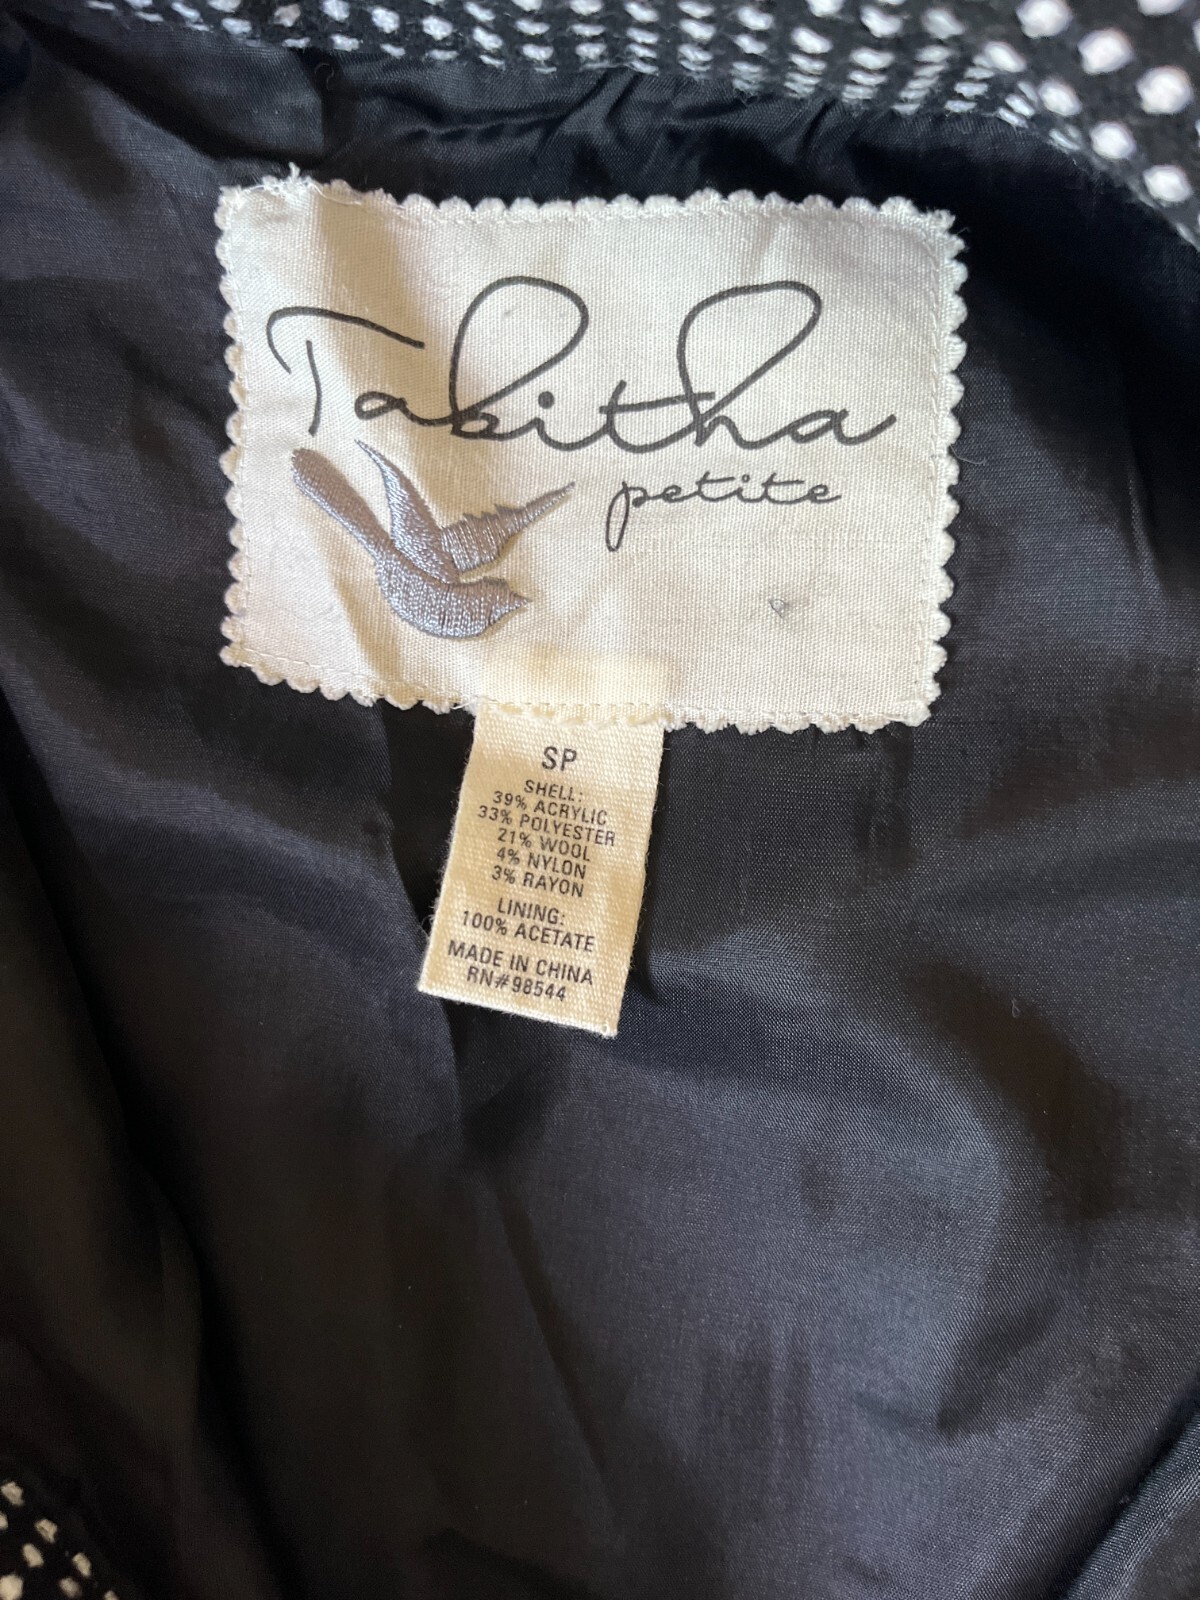 Tabitha
petite
SP
SHELL:
39% ACRYLIC
33% POLYESTER
21% WOOL
4% NYLON
3% RAYON
LINING:
100% ACETATE
MADE IN CHINA
RN#98544